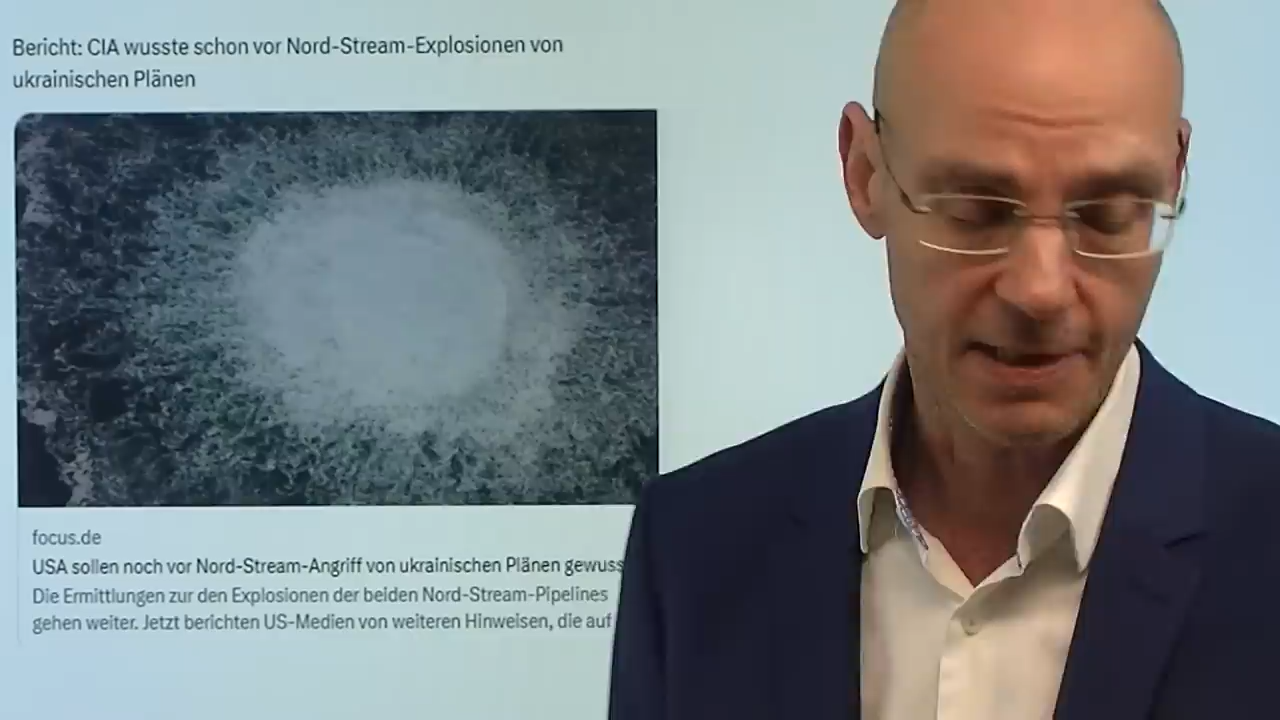 Bericht: CIA wusste schon vor Nord-Stream-Explosionen von
ukrainischen Plänen
focus.de
USA sollen noch vor Nord-Stream-Angriff von ukrainischen Plänen gewuss
Die Ermittlungen zur den Explosionen der beiden Nord-Stream-Pipelines
gehen weiter. Jetzt berichten US-Medien von weiteren Hinweisen, die auf